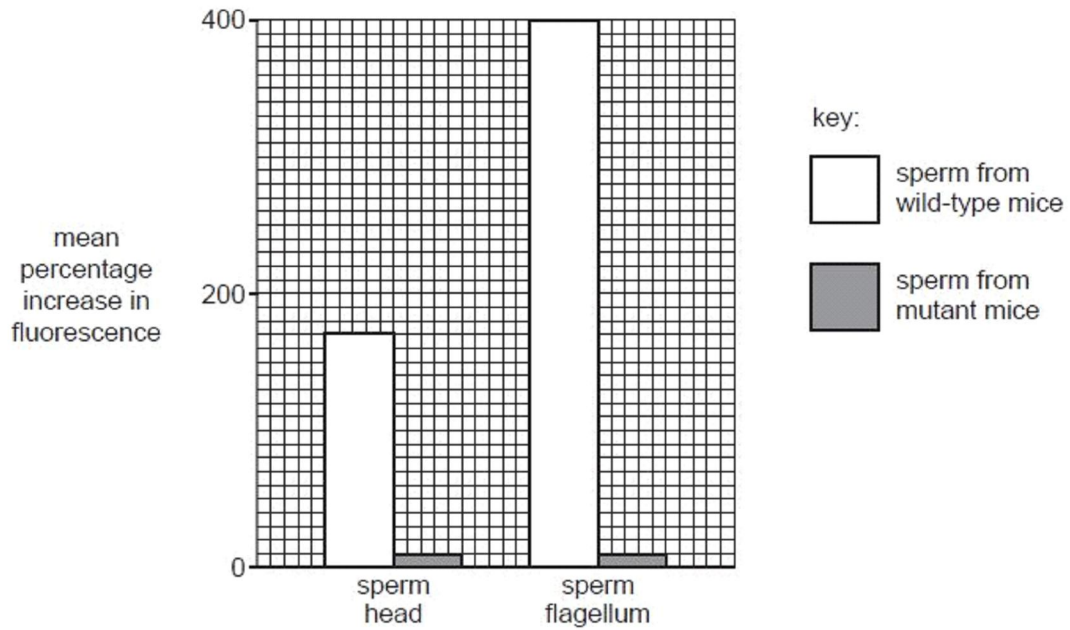 400
200
0
mean
percentage
increase in
fluorescence
sperm
head
sperm
flagellum
key:
sperm from
wild-type mice
sperm from
mutant mice